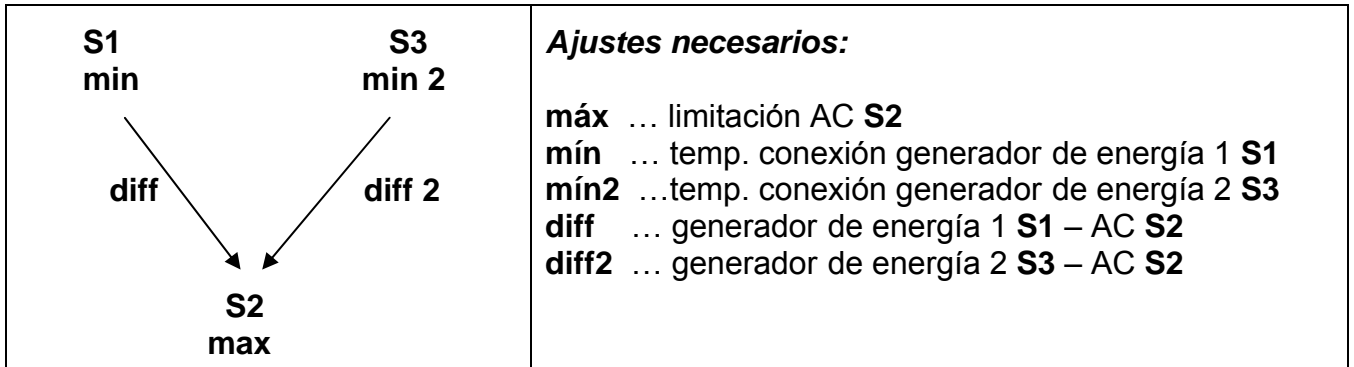 S1 S3
min min 2
diff diff 2
S2
max
Ajustes necesarios:
máx … limitación AC S2
mín … temp. conexión generador de energía 1 S1
mín2 …temp. conexión generador de energía 2 S3
diff … generador de energía 1 S1 – AC S2
diff2 … generador de energía 2 S3 – AC S2